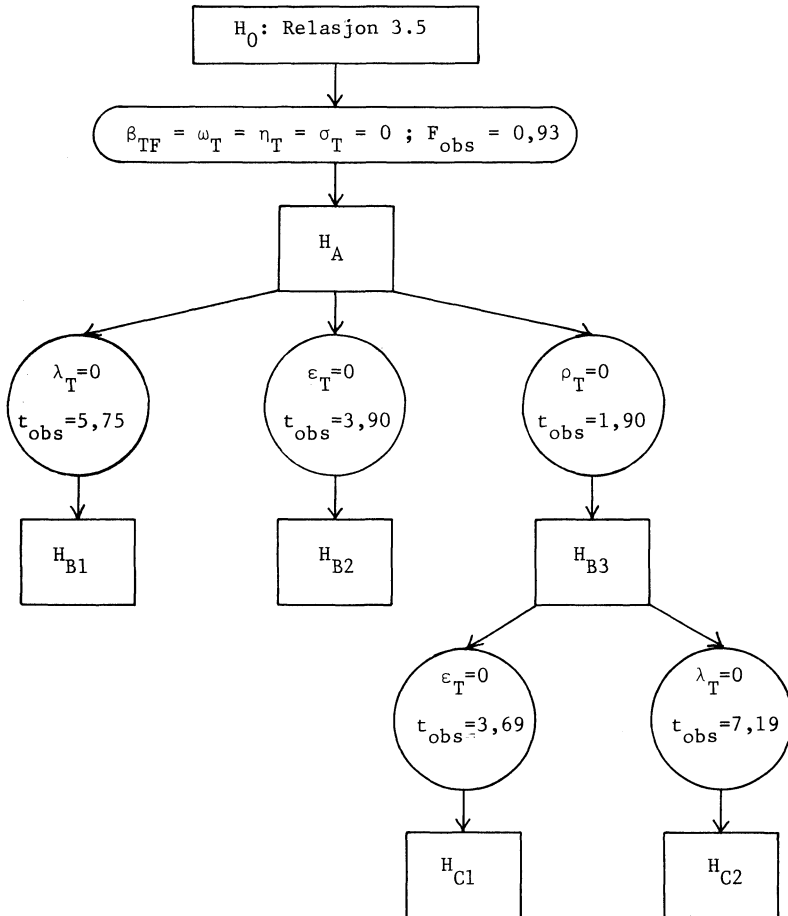 H0: Relasjon 3.5
βTF = ωT = ηT = σT = 0 ; Fobs = 0,93
HA
λT=0
tobs=5,75
εT=0
tobs=3,90
ρT=0
tobs=1,90
HB1
HB2
HB3
εT=0
tobs=3,69
λT=0
tobs=7,19
HC1
HC2